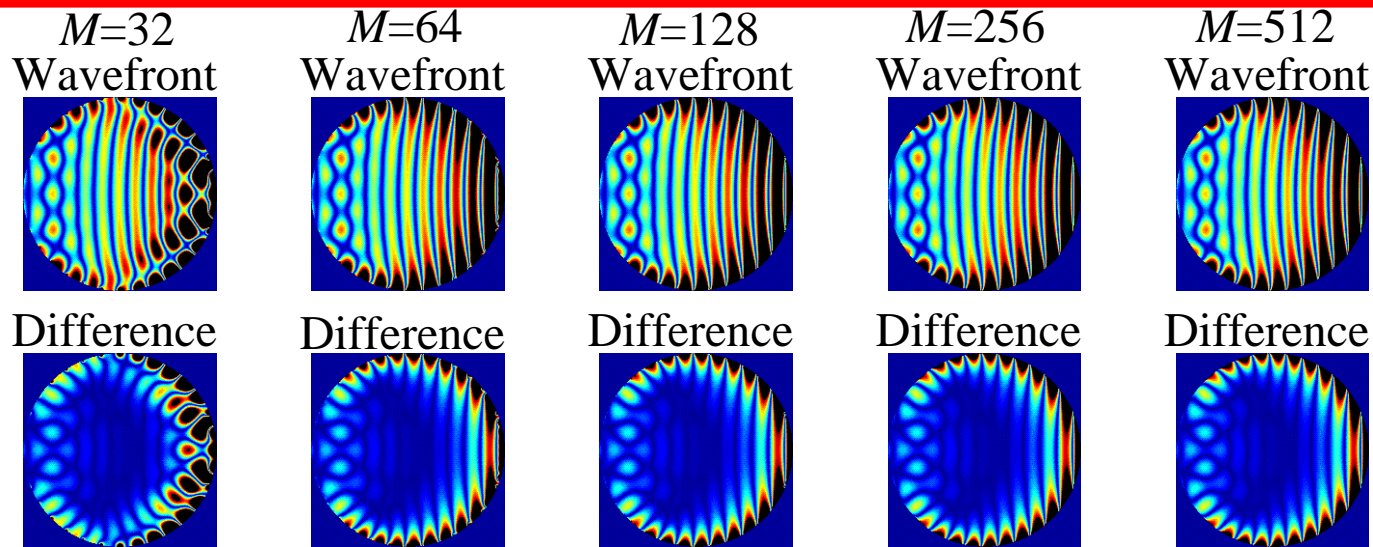 M=32 M=64 M=128 M=256 M=512
Wavefront Wavefront Wavefront Wavefront Wavefront
Difference Difference Difference Difference Difference